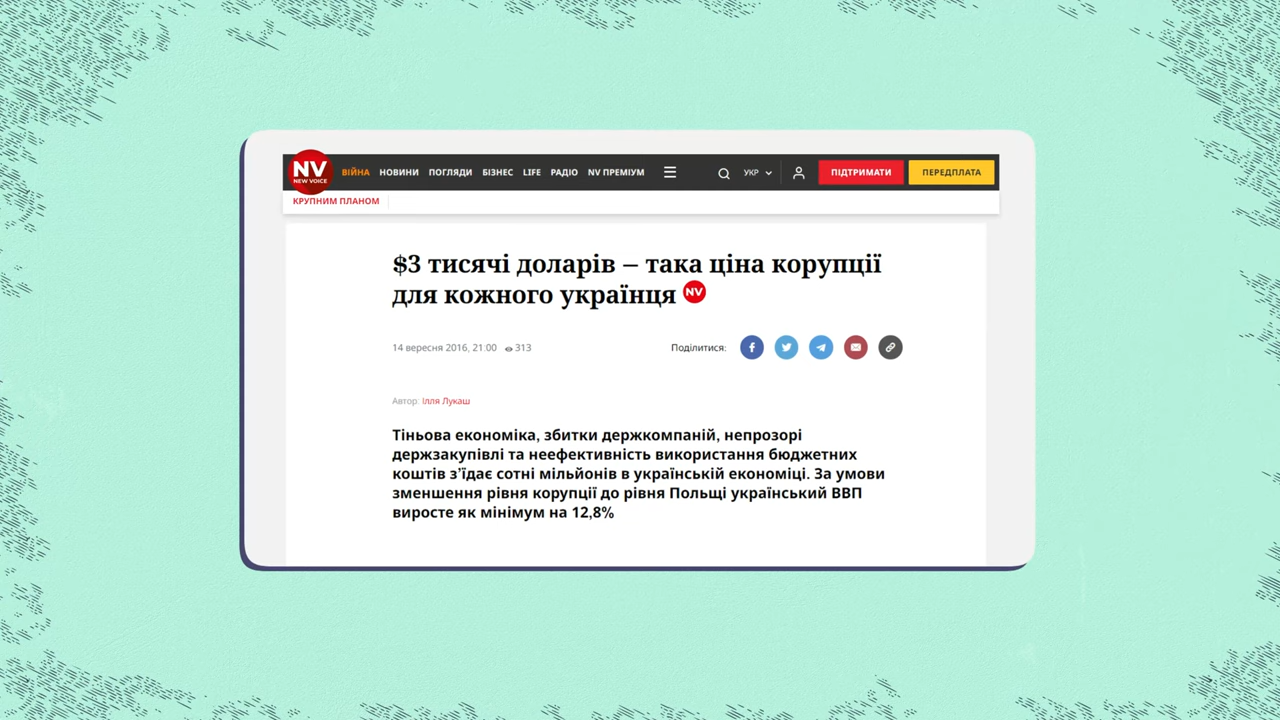 NV
NEW VOICE
ВІЙНА НОВИНИ ПОГЛЯДИ БІЗНЕС LIFE РАДІО NV ПРЕМІУМ УКР ПІДТРИМАТИ ПЕРЕДПЛАТА
КРУПНИМ ПЛАНОМ
$3 тисячі доларів – така ціна корупції
для кожного українця NV
14 вересня 2016, 21:00 313 Поділитися:
Автор: Ілля Лукаш
Тіньова економіка, збитки держкомпаній, непрозорі
держзакупівлі та неефективність використання бюджетних
коштів з’їдає сотні мільйонів в українській економіці. За умови
зменшення рівня корупції до рівня Польщі український ВВП
виросте як мінімум на 12,8%